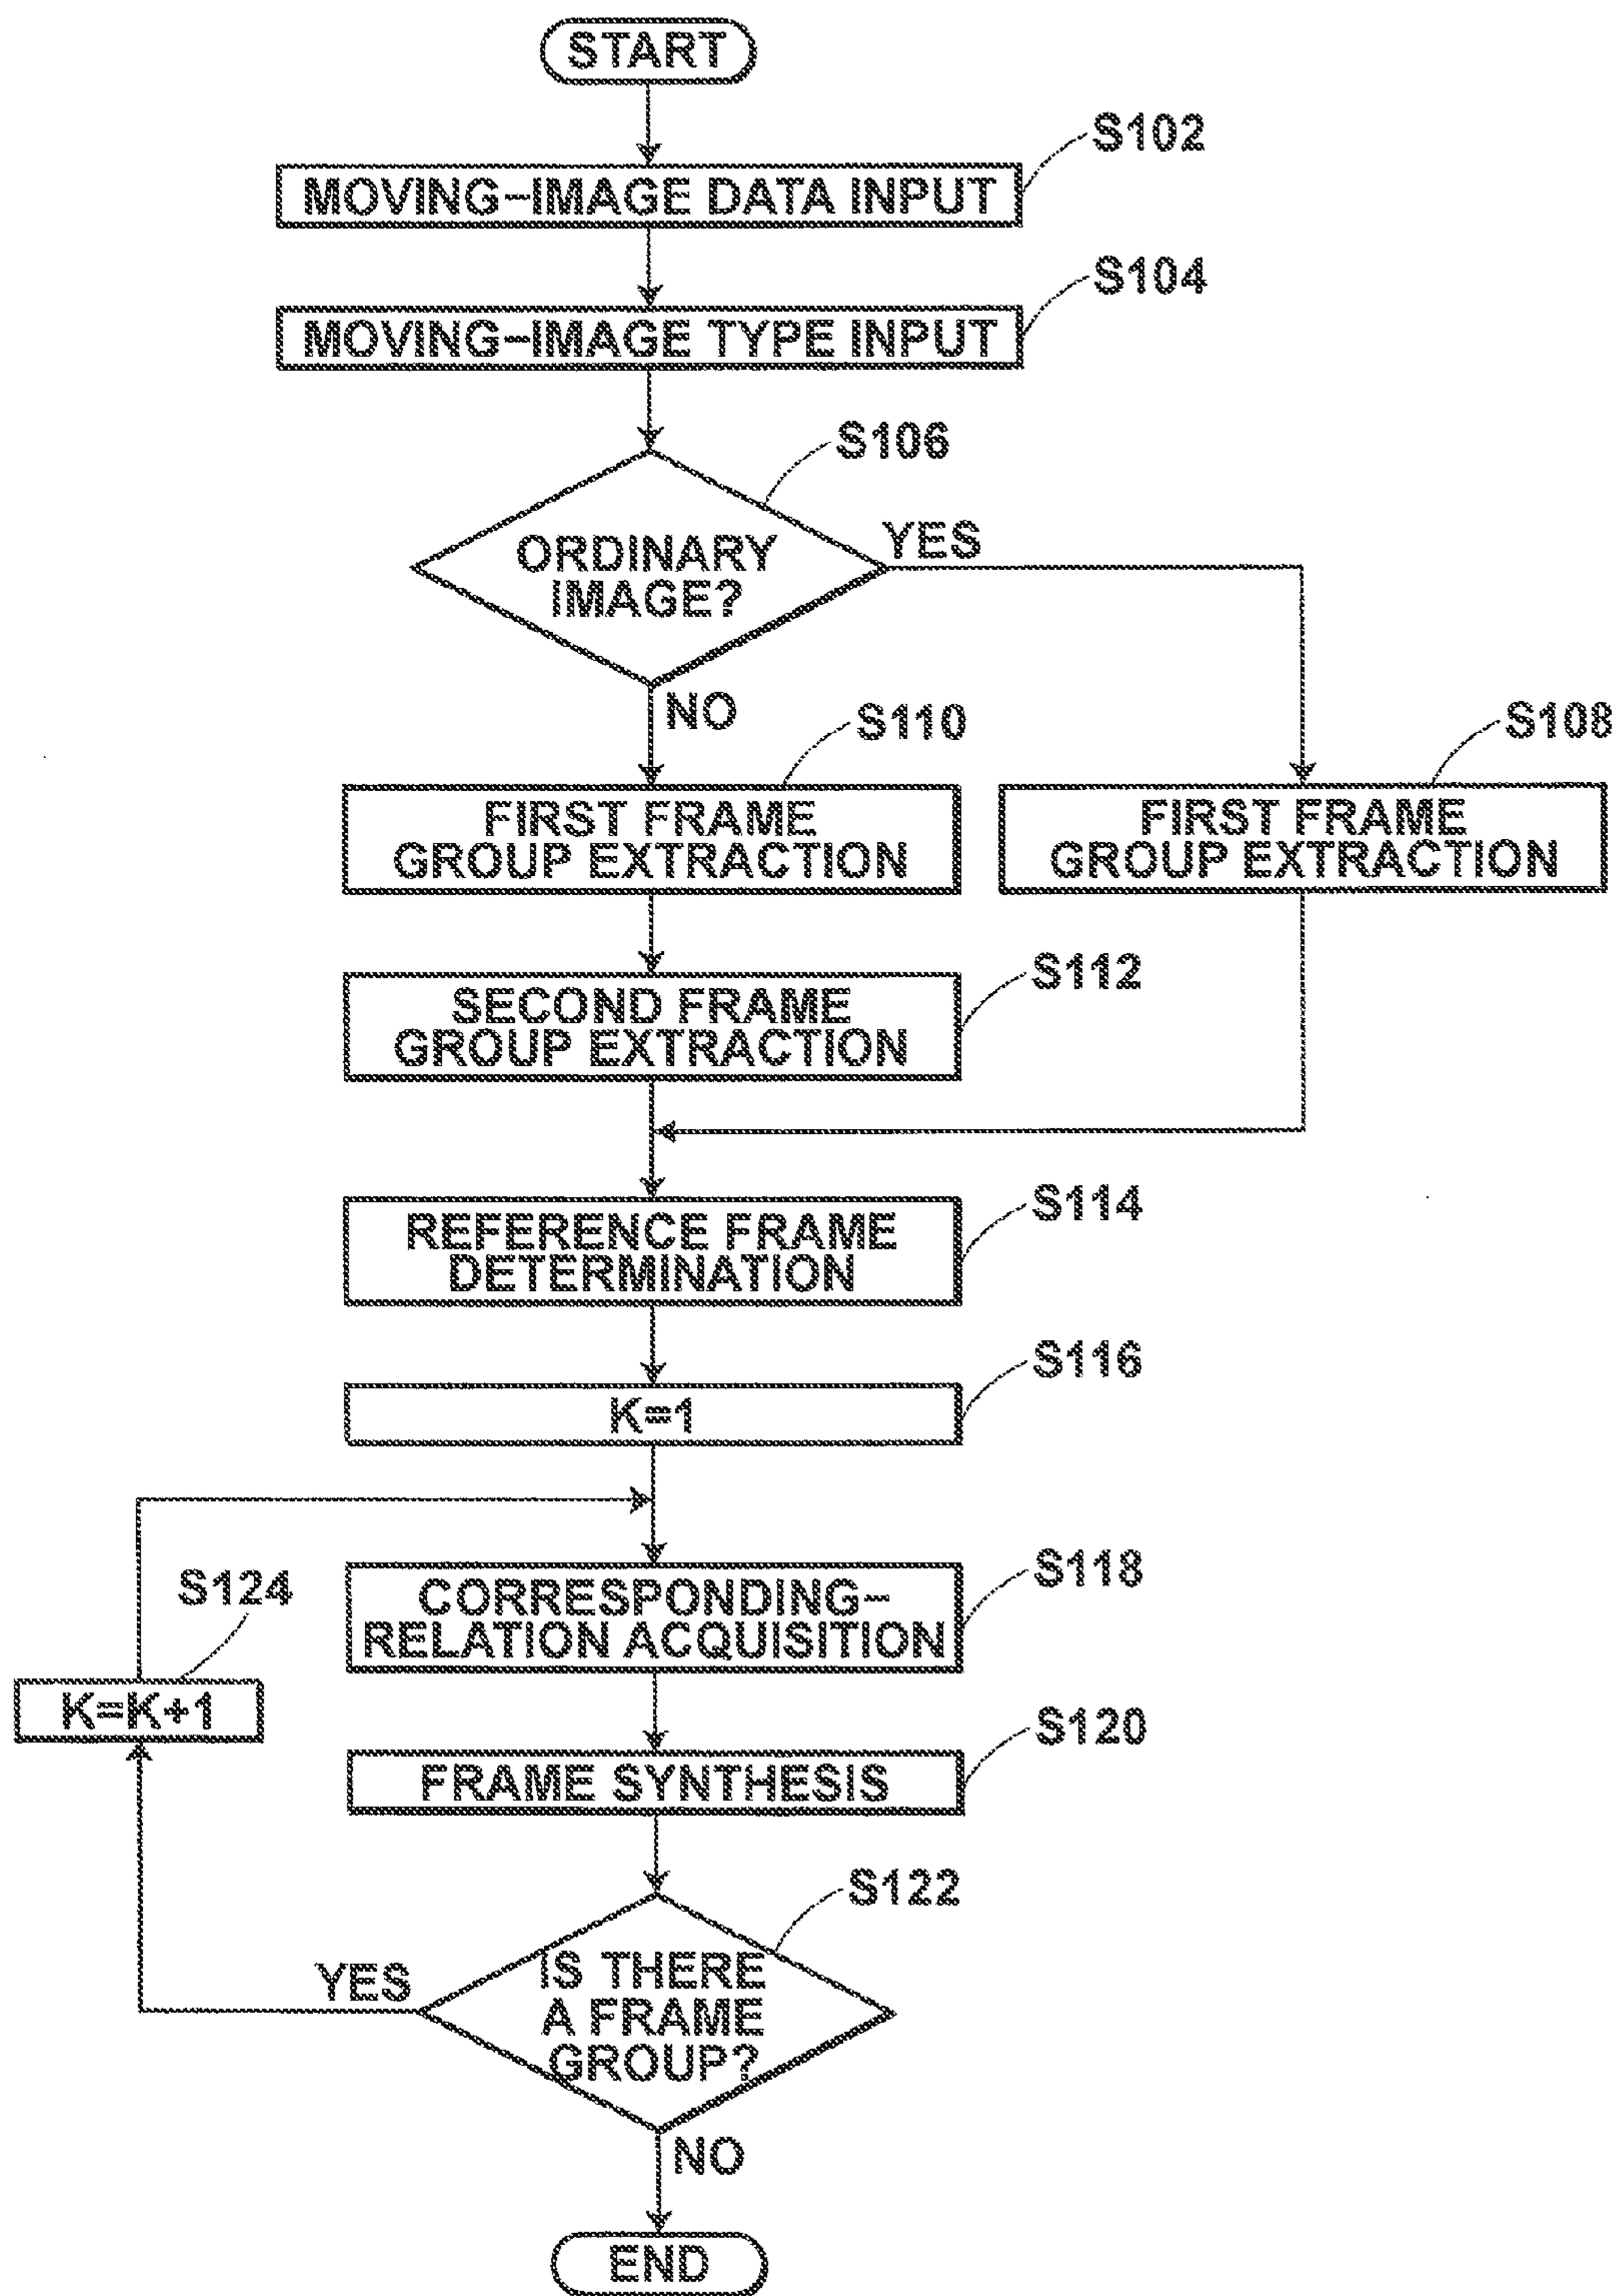 START
S102
MOVING-IMAGE DATA INPUT
S104
MOVING-IMAGE TYPE INPUT
S106
ORDINARY
IMAGE?
YES
NO
S110
S108
FIRST FRAME
GROUP EXTRACTION
FIRST FRAME
GROUP EXTRACTION
S112
SECOND FRAME
GROUP EXTRACTION
S114
REFERENCE FRAME
DETERMINATION
S116
K=1
S118
CORRESPONDING-
RELATION ACQUISITION
S124
K=K+1
S120
FRAME SYNTHESIS
S122
IS THERE
A FRAME
GROUP?
YES
NO
END